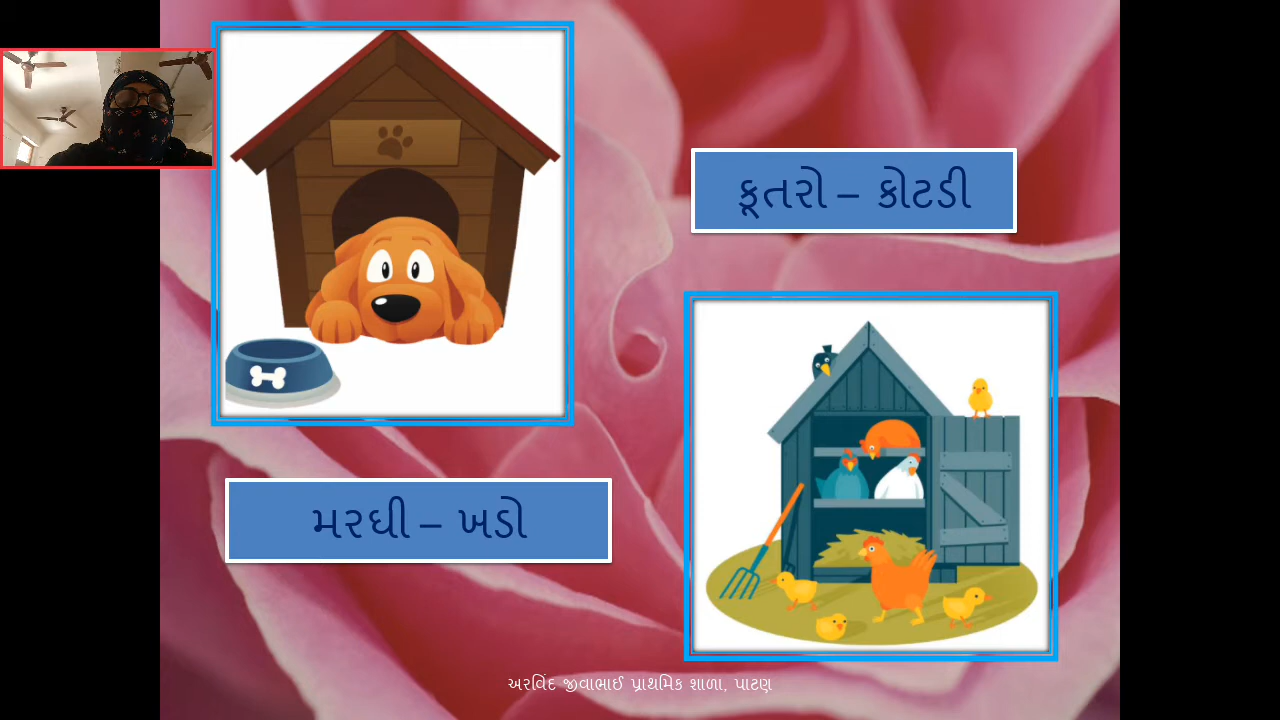 કૂતરો – કોટડી
મરઘી – ખડો
અરવિંદ જીવાભાઈ પ્રાથમિક શાળા, પાટણ